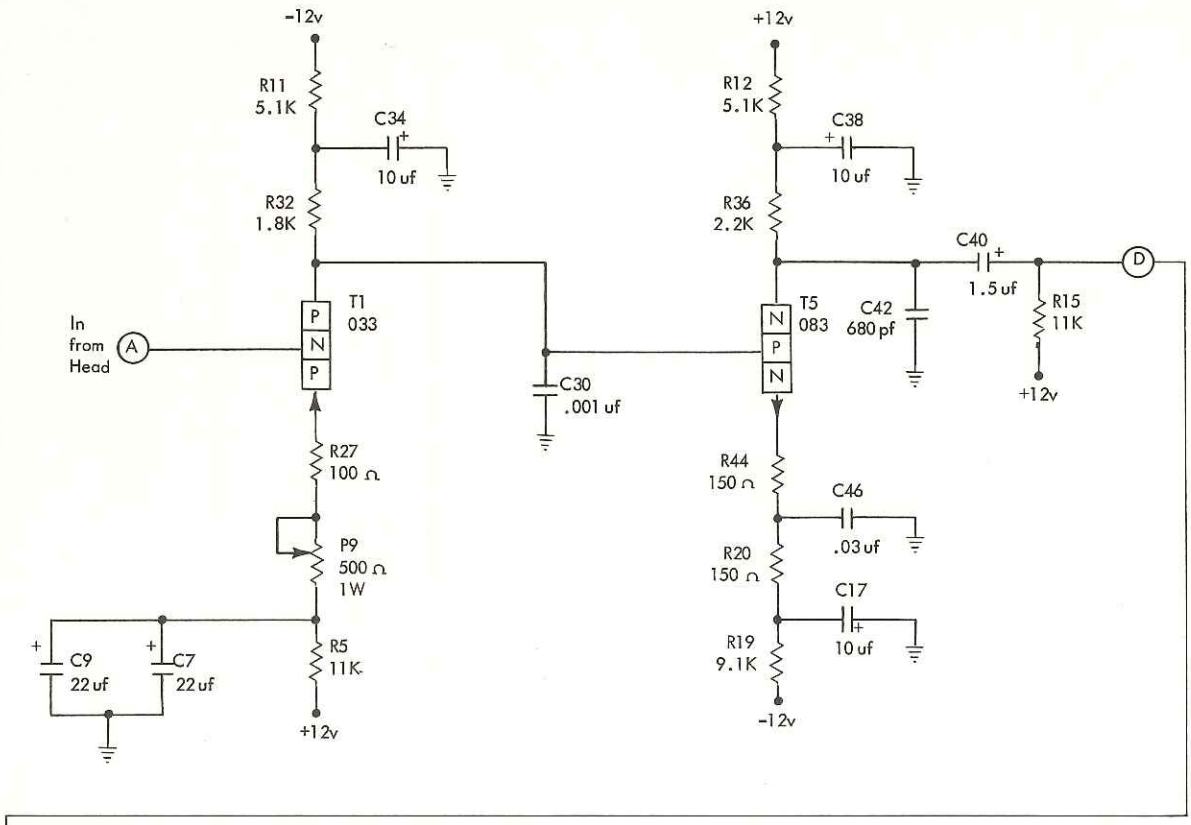 -12v
+12v
R11
5.1K
C34
+
10 uf
R32
1.8K
R12
5.1K
C38
+
10 uf
R36
2.2K
C40
+
1.5 uf
D
In
from
Head
A
P
N
P
T1
033
C30
.001 uf
N
P
N
T5
083
C42
680 pf
R15
11K
+12v
R27
100 Ω
P9
500 Ω
1W
R44
150 Ω
C46
.03 uf
R20
150 Ω
C17
+
10 uf
+
C9
22 uf
+
C7
22 uf
R5
11K
+12v
R19
9.1K
-12v